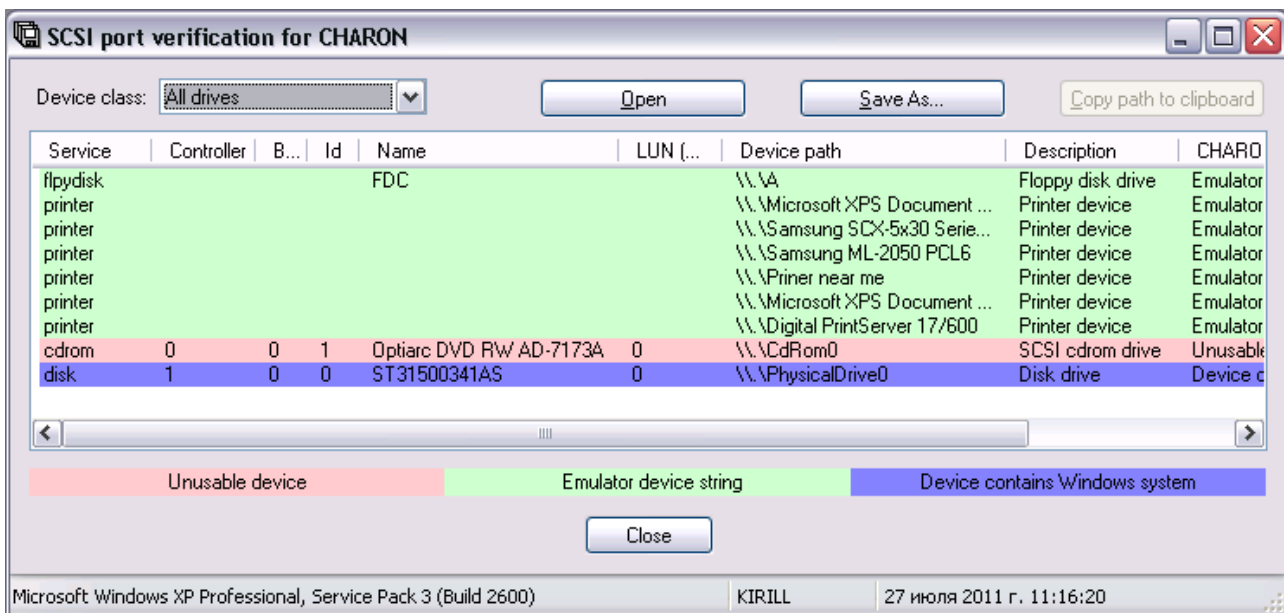 SCSI port verification for CHARON
Device class: All drives Open Save As... Copy path to clipboard
Service Controller B... Id Name LUN (... Device path Description CHARO
flpydisk FDC \\.\A Floppy disk drive Emulator
printer \\.\Microsoft XPS Document ... Printer device Emulator
printer \\.\Samsung SCX-5x30 Serie... Printer device Emulator
printer \\.\Samsung ML-2050 PCL6 Printer device Emulator
printer \\.\Priner near me Printer device Emulator
printer \\.\Microsoft XPS Document ... Printer device Emulator
printer \\.\Digital PrintServer 17/600 Printer device Emulator
cdrom 0 0 1 Optiarc DVD RW AD-7173A 0 \\.\CdRom0 SCSI cdrom drive Unusable
disk 1 0 0 ST31500341AS 0 \\.\PhysicalDrive0 Disk drive Device c
Unusable device Emulator device string Device contains Windows system
Close
Microsoft Windows XP Professional, Service Pack 3 (Build 2600) KIRILL 27 июля 2011 г. 11:16:20